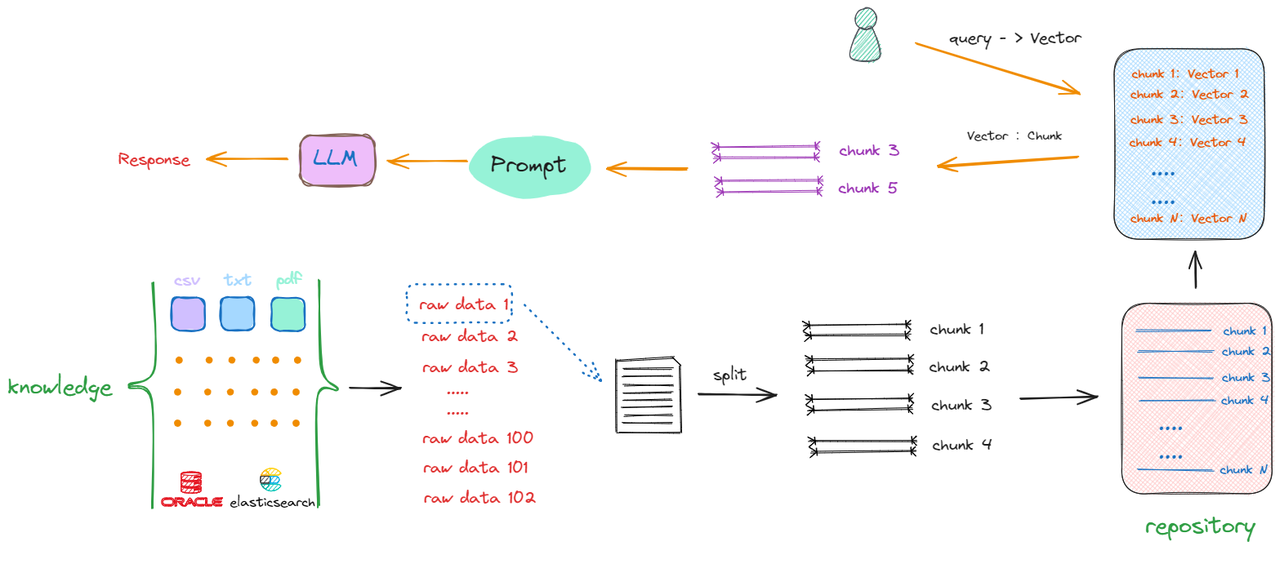 query - > Vector
chunk 1: Vector 1
chunk 2: Vector 2
chunk 3: Vector 3
chunk 4: Vector 4
....
....
chunk N: Vector N
Vector : Chunk
chunk 3
chunk 5
Prompt
LLM
Response
knowledge
csv
txt
pdf
ORACLE
elasticsearch
raw data 1
raw data 2
raw data 3
.....
.....
raw data 100
raw data 101
raw data 102
split
chunk 1
chunk 2
chunk 3
chunk 4
chunk 1
chunk 2
chunk 3
chunk 4
....
....
chunk N
repository